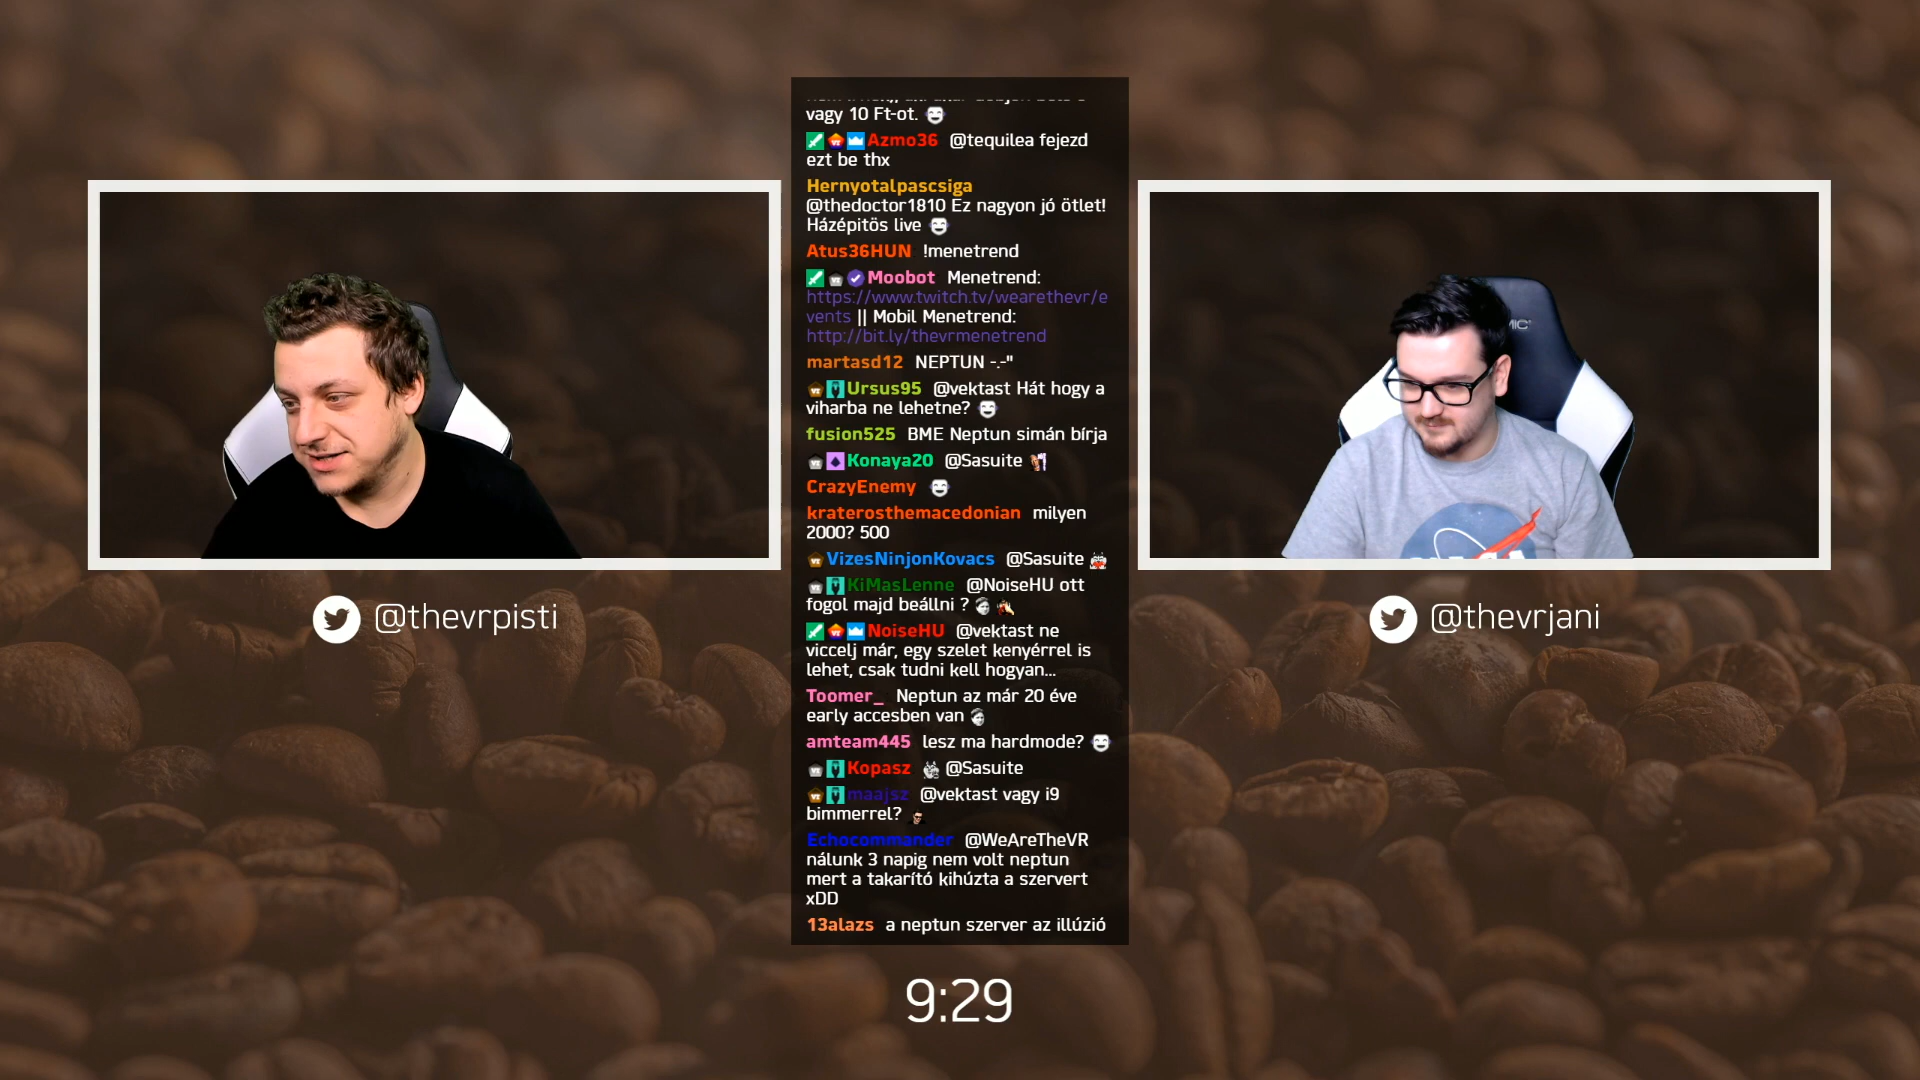 vagy 10 Ft-ot.
Azmo36 @tequilea fejezd
ezt be thx
Hernyotalpascsiga
@thedoctor1810 Ez nagyon jó ötlet!
Házépitös live
Atus36HUN !menetrend
Moobot Menetrend:
https://www.twitch.tv/wearethevr/e
vents || Mobil Menetrend:
http://bit.ly/thevrmenetrend
martasd12 NEPTUN -.-"
Ursus95 @vektast Hát hogy a
viharba ne lehetne?
fusion525 BME Neptun simán bírja
Konaya20 @Sasuite
CrazyEnemy
kraterosthemacedonian milyen
2000? 500
VizesNinjonKovacs @Sasuite
KiMasLenne @NoiseHU ott
fogol majd beállni ?
NoiseHU @vektast ne
viccelj már, egy szelet kenyérrel is
lehet, csak tudni kell hogyan...
Toomer_ Neptun az már 20 éve
early accesben van
amteam445 lesz ma hardmode?
Kopasz @Sasuite
maajsz @vektast vagy i9
bimmerrel?
Echocommander @WeAreTheVR
nálunk 3 napig nem volt neptun
mert a takarító kihúzta a szervert
xDD
13alazs a neptun szerver az illúzió
@thevrpisti
@thevrjani
9:29